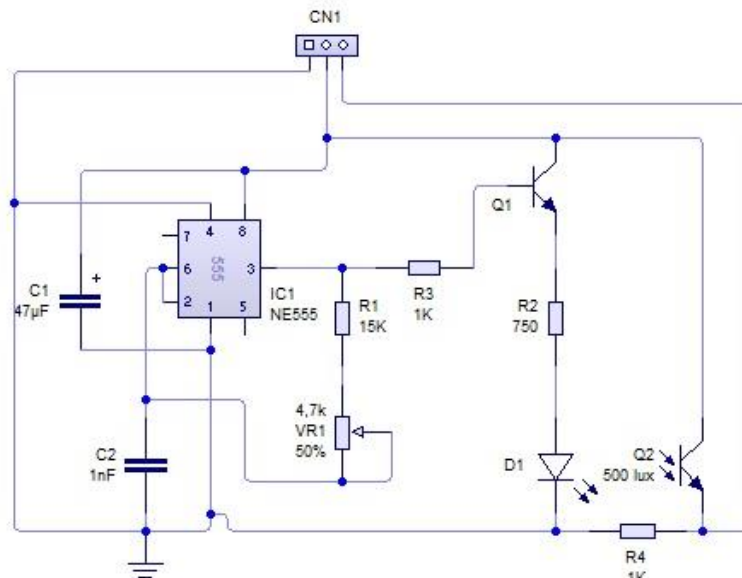 CN1
4
8
7
6
555
3
2
1
5
IC1
NE555
C1
+
47µF
R1
15K
R3
1K
Q1
R2
750
4,7k
VR1
50%
C2
1nF
D1
Q2
500 lux
R4
1K